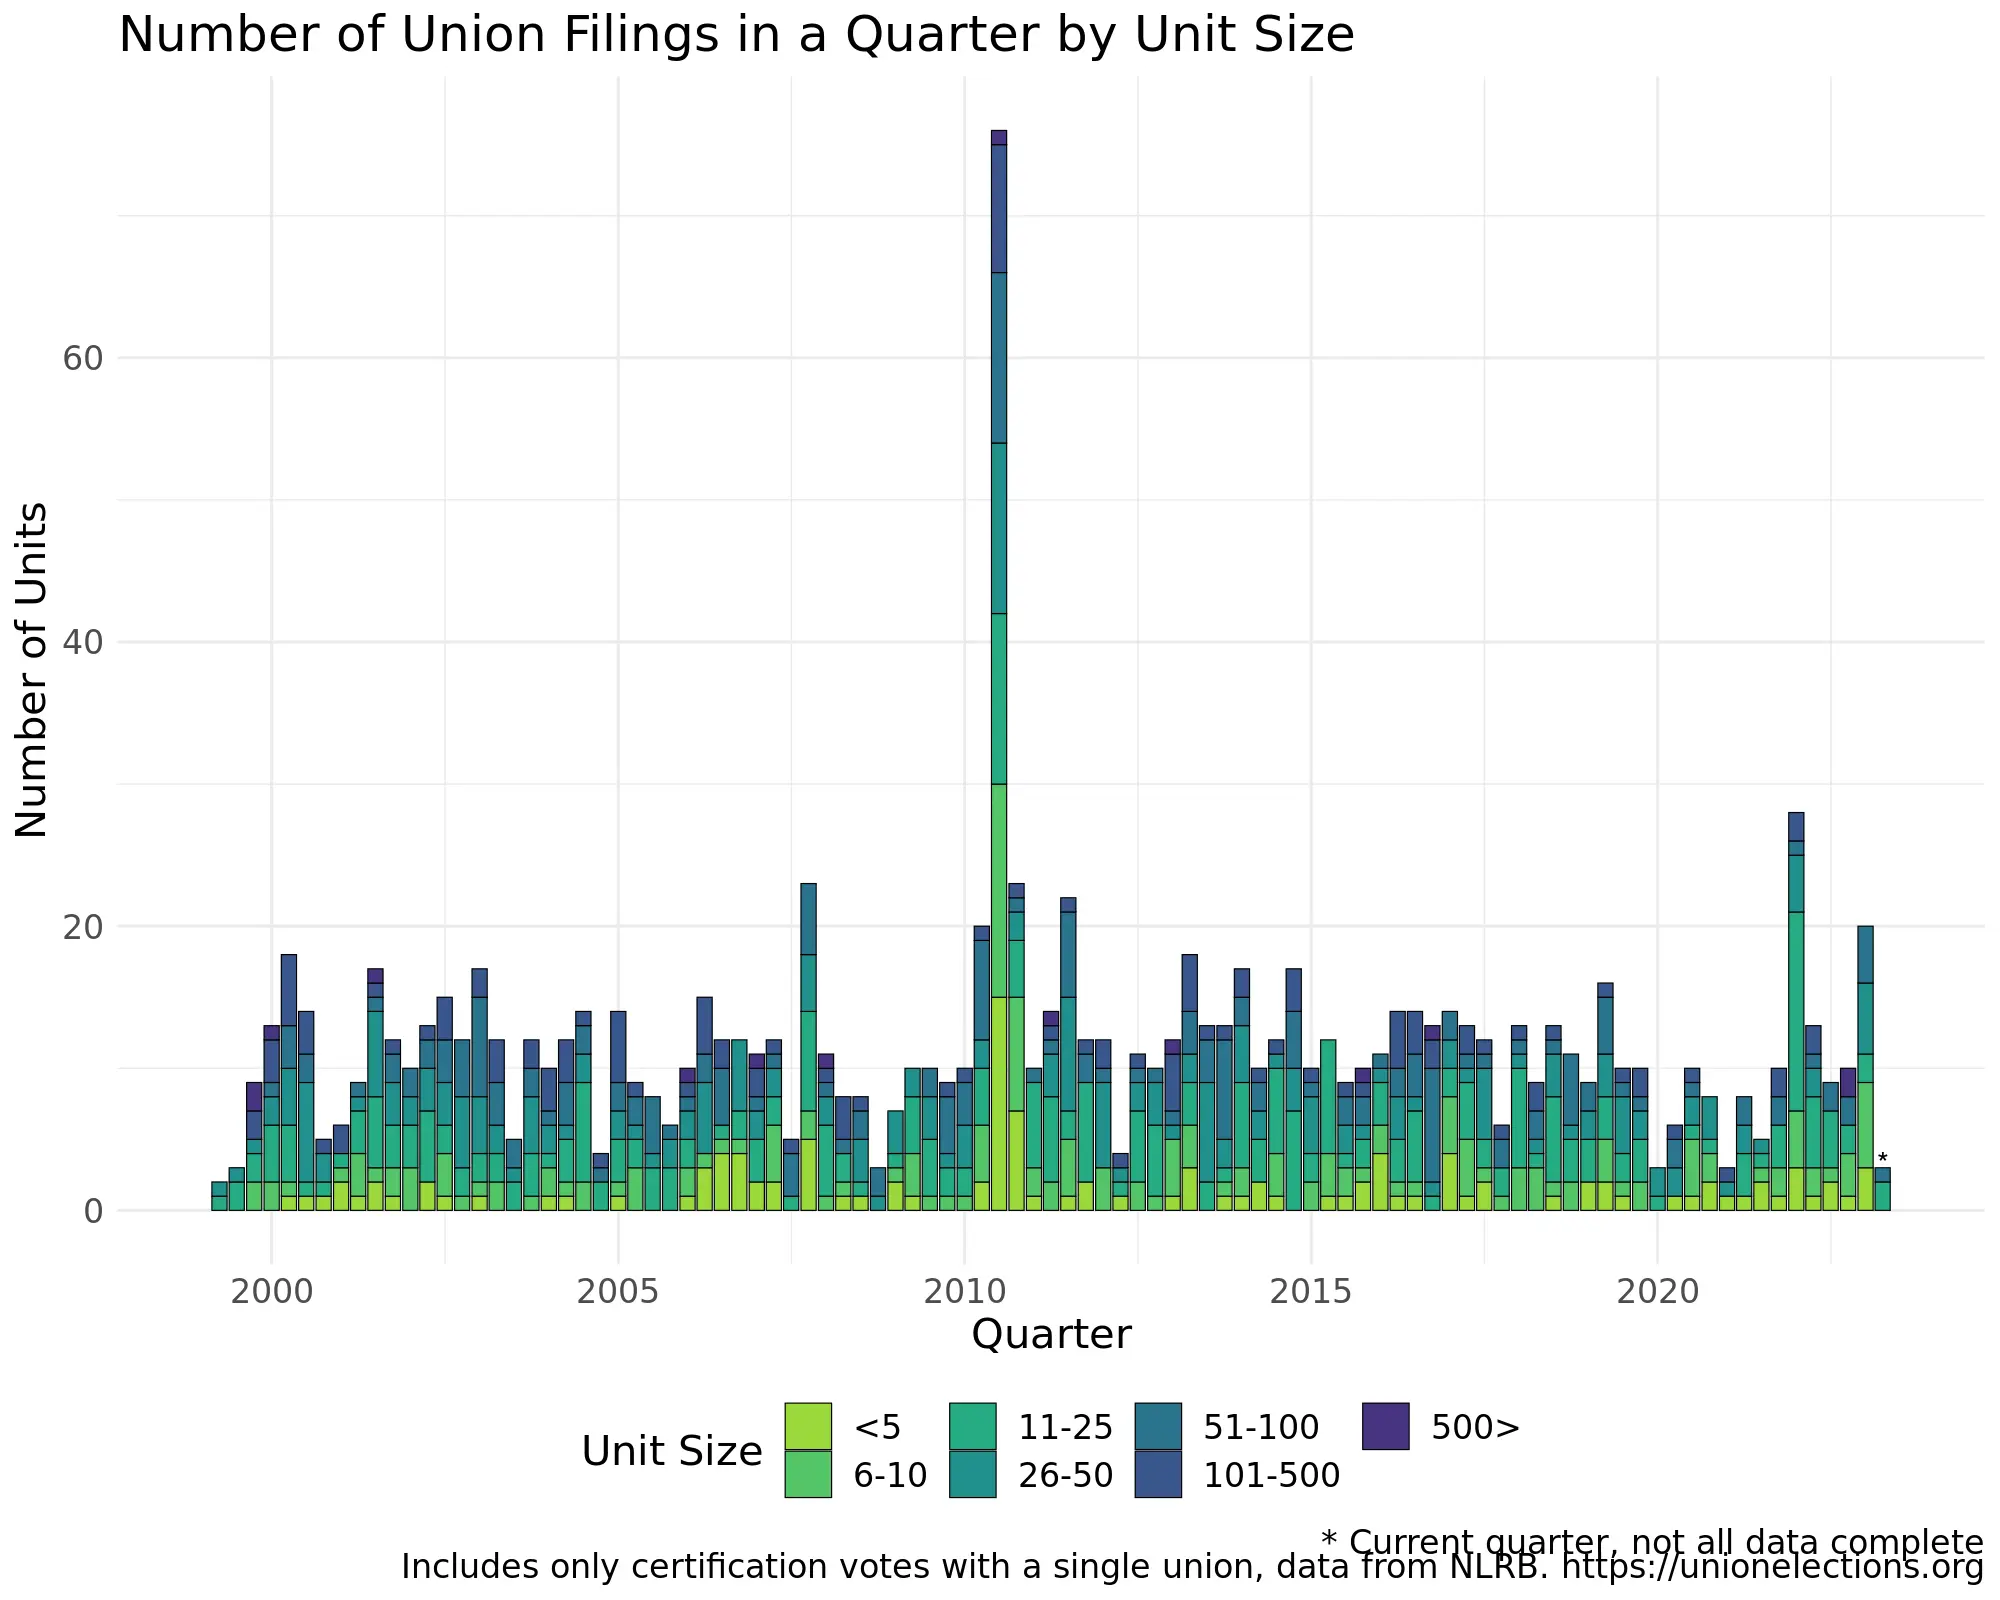 Number of Union Filings in a Quarter by Unit Size
Number of Units
60
40
20
0
*
2000 2005 2010 2015 2020
Quarter
Unit Size
<5 11-25 51-100 500>
6-10 26-50 101-500
* Current quarter, not all data complete
Includes only certification votes with a single union, data from NLRB. https://unionelections.org